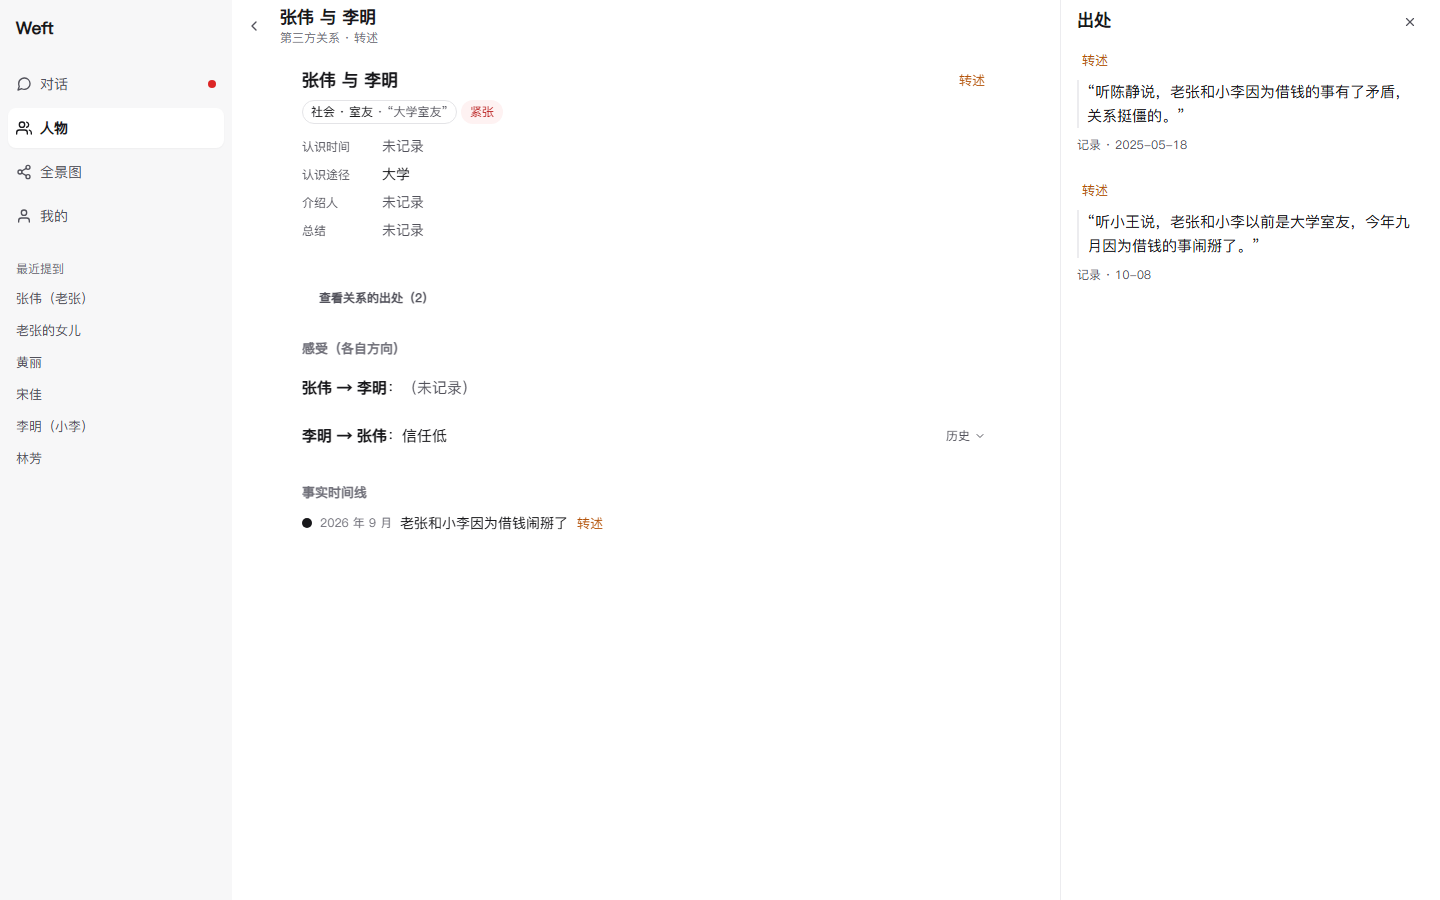 Weft
对话
人物
全景图
我的
最近提到
张伟（老张）
老张的女儿
黄丽
宋佳
李明（小李）
林芳
张伟 与 李明
第三方关系 · 转述
张伟 与 李明
转述
社会 · 室友 · “大学室友”
紧张
认识时间 未记录
认识途径 大学
介绍人 未记录
总结 未记录
查看关系的出处（2）
感受（各自方向）
张伟 → 李明： （未记录）
李明 → 张伟： 信任低
历史
事实时间线
2026 年 9 月 老张和小李因为借钱闹掰了 转述
出处
转述
“听陈静说，老张和小李因为借钱的事有了矛盾，
关系挺僵的。”
记录 · 2025-05-18
转述
“听小王说，老张和小李以前是大学室友，今年九
月因为借钱的事闹掰了。”
记录 · 10-08